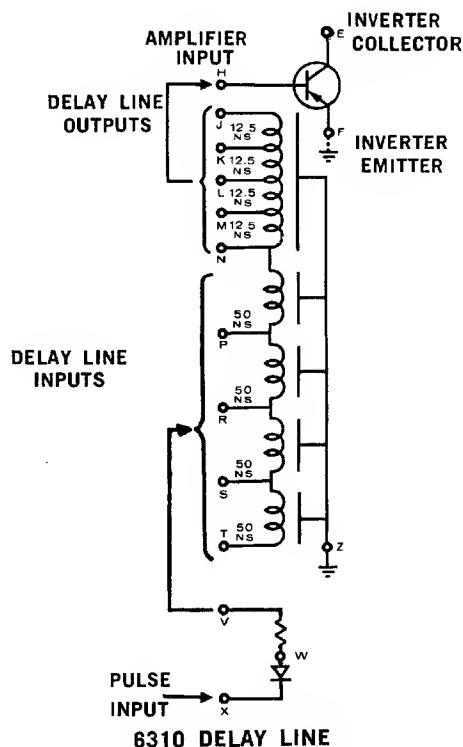 INVERTER
COLLECTOR
E
AMPLIFIER
INPUT
H
DELAY LINE
OUTPUTS
F
INVERTER
EMITTER
J
12.5
NS
K
12.5
NS
L
12.5
NS
M
12.5
NS
N
50
NS
P
DELAY LINE
INPUTS
50
NS
R
50
NS
S
50
NS
T
Z
V
W
PULSE
INPUT
X
6310 DELAY LINE